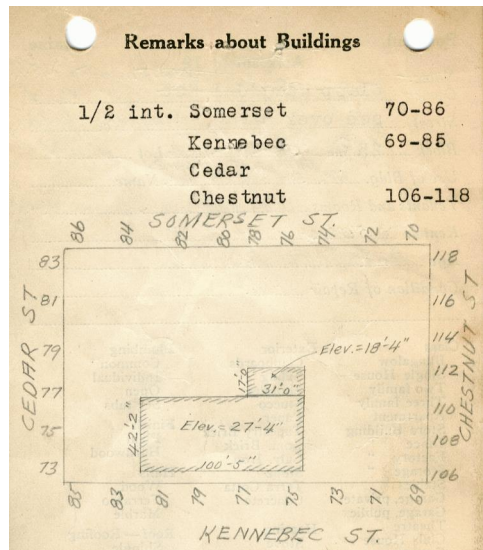 Remarks about Buildings
1/2 int. Somerset 70-86
Kennebec 69-85
Cedar
Chestnut 106-118
SOMERSET ST.
86 84 82 80 78 76 74 72 70
83 118
81 116
79 114
Elev.=18'-4"
77 112
17'-0
31'-0"
110
CEDAR ST
CHESTNUT ST
42'-2"
Elev.=27'-4"
75 108
100'-5"
73 106
85 83 81 79 77 75 73 71 69
KENNEBEC ST.